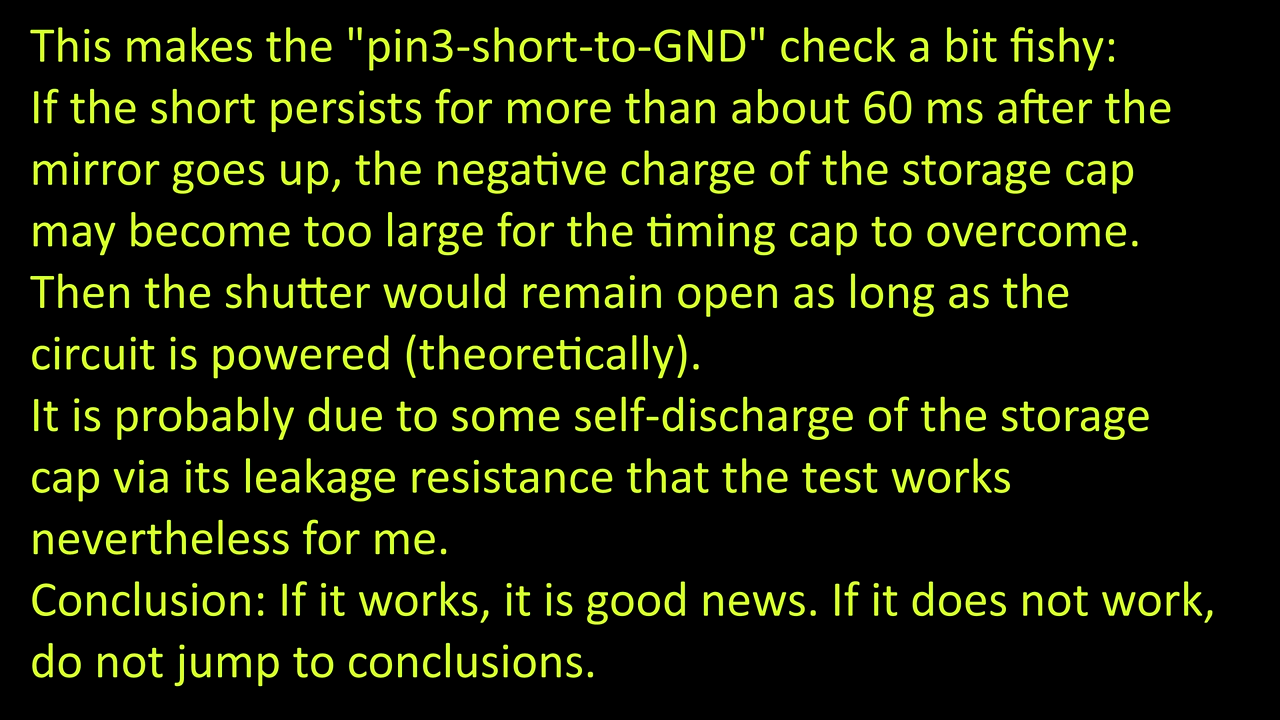 This makes the "pin3-short-to-GND" check a bit fishy:
If the short persists for more than about 60 ms after the
mirror goes up, the negative charge of the storage cap
may become too large for the timing cap to overcome.
Then the shutter would remain open as long as the
circuit is powered (theoretically).
It is probably due to some self-discharge of the storage
cap via its leakage resistance that the test works
nevertheless for me.
Conclusion: If it works, it is good news. If it does not work,
do not jump to conclusions.